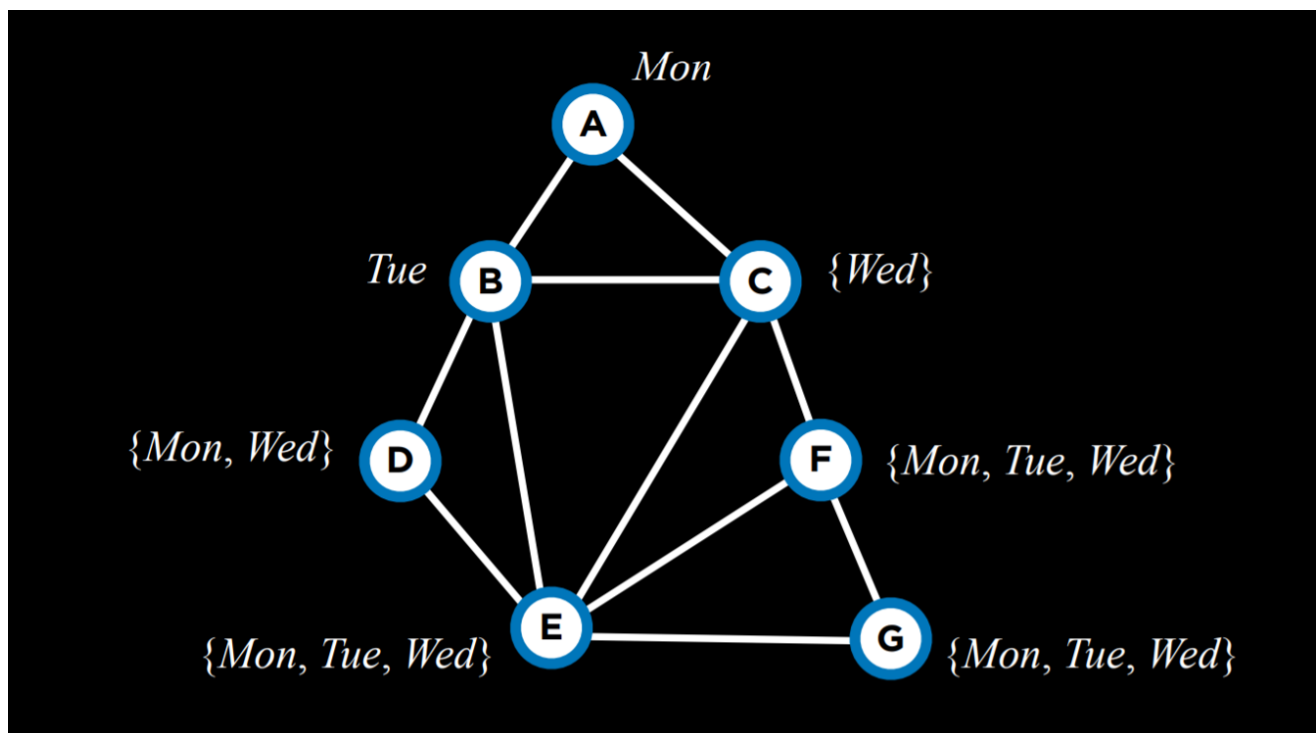 Mon
A
Tue
B
C
{Wed}
{Mon, Wed}
D
F
{Mon, Tue, Wed}
{Mon, Tue, Wed}
E
G
{Mon, Tue, Wed}